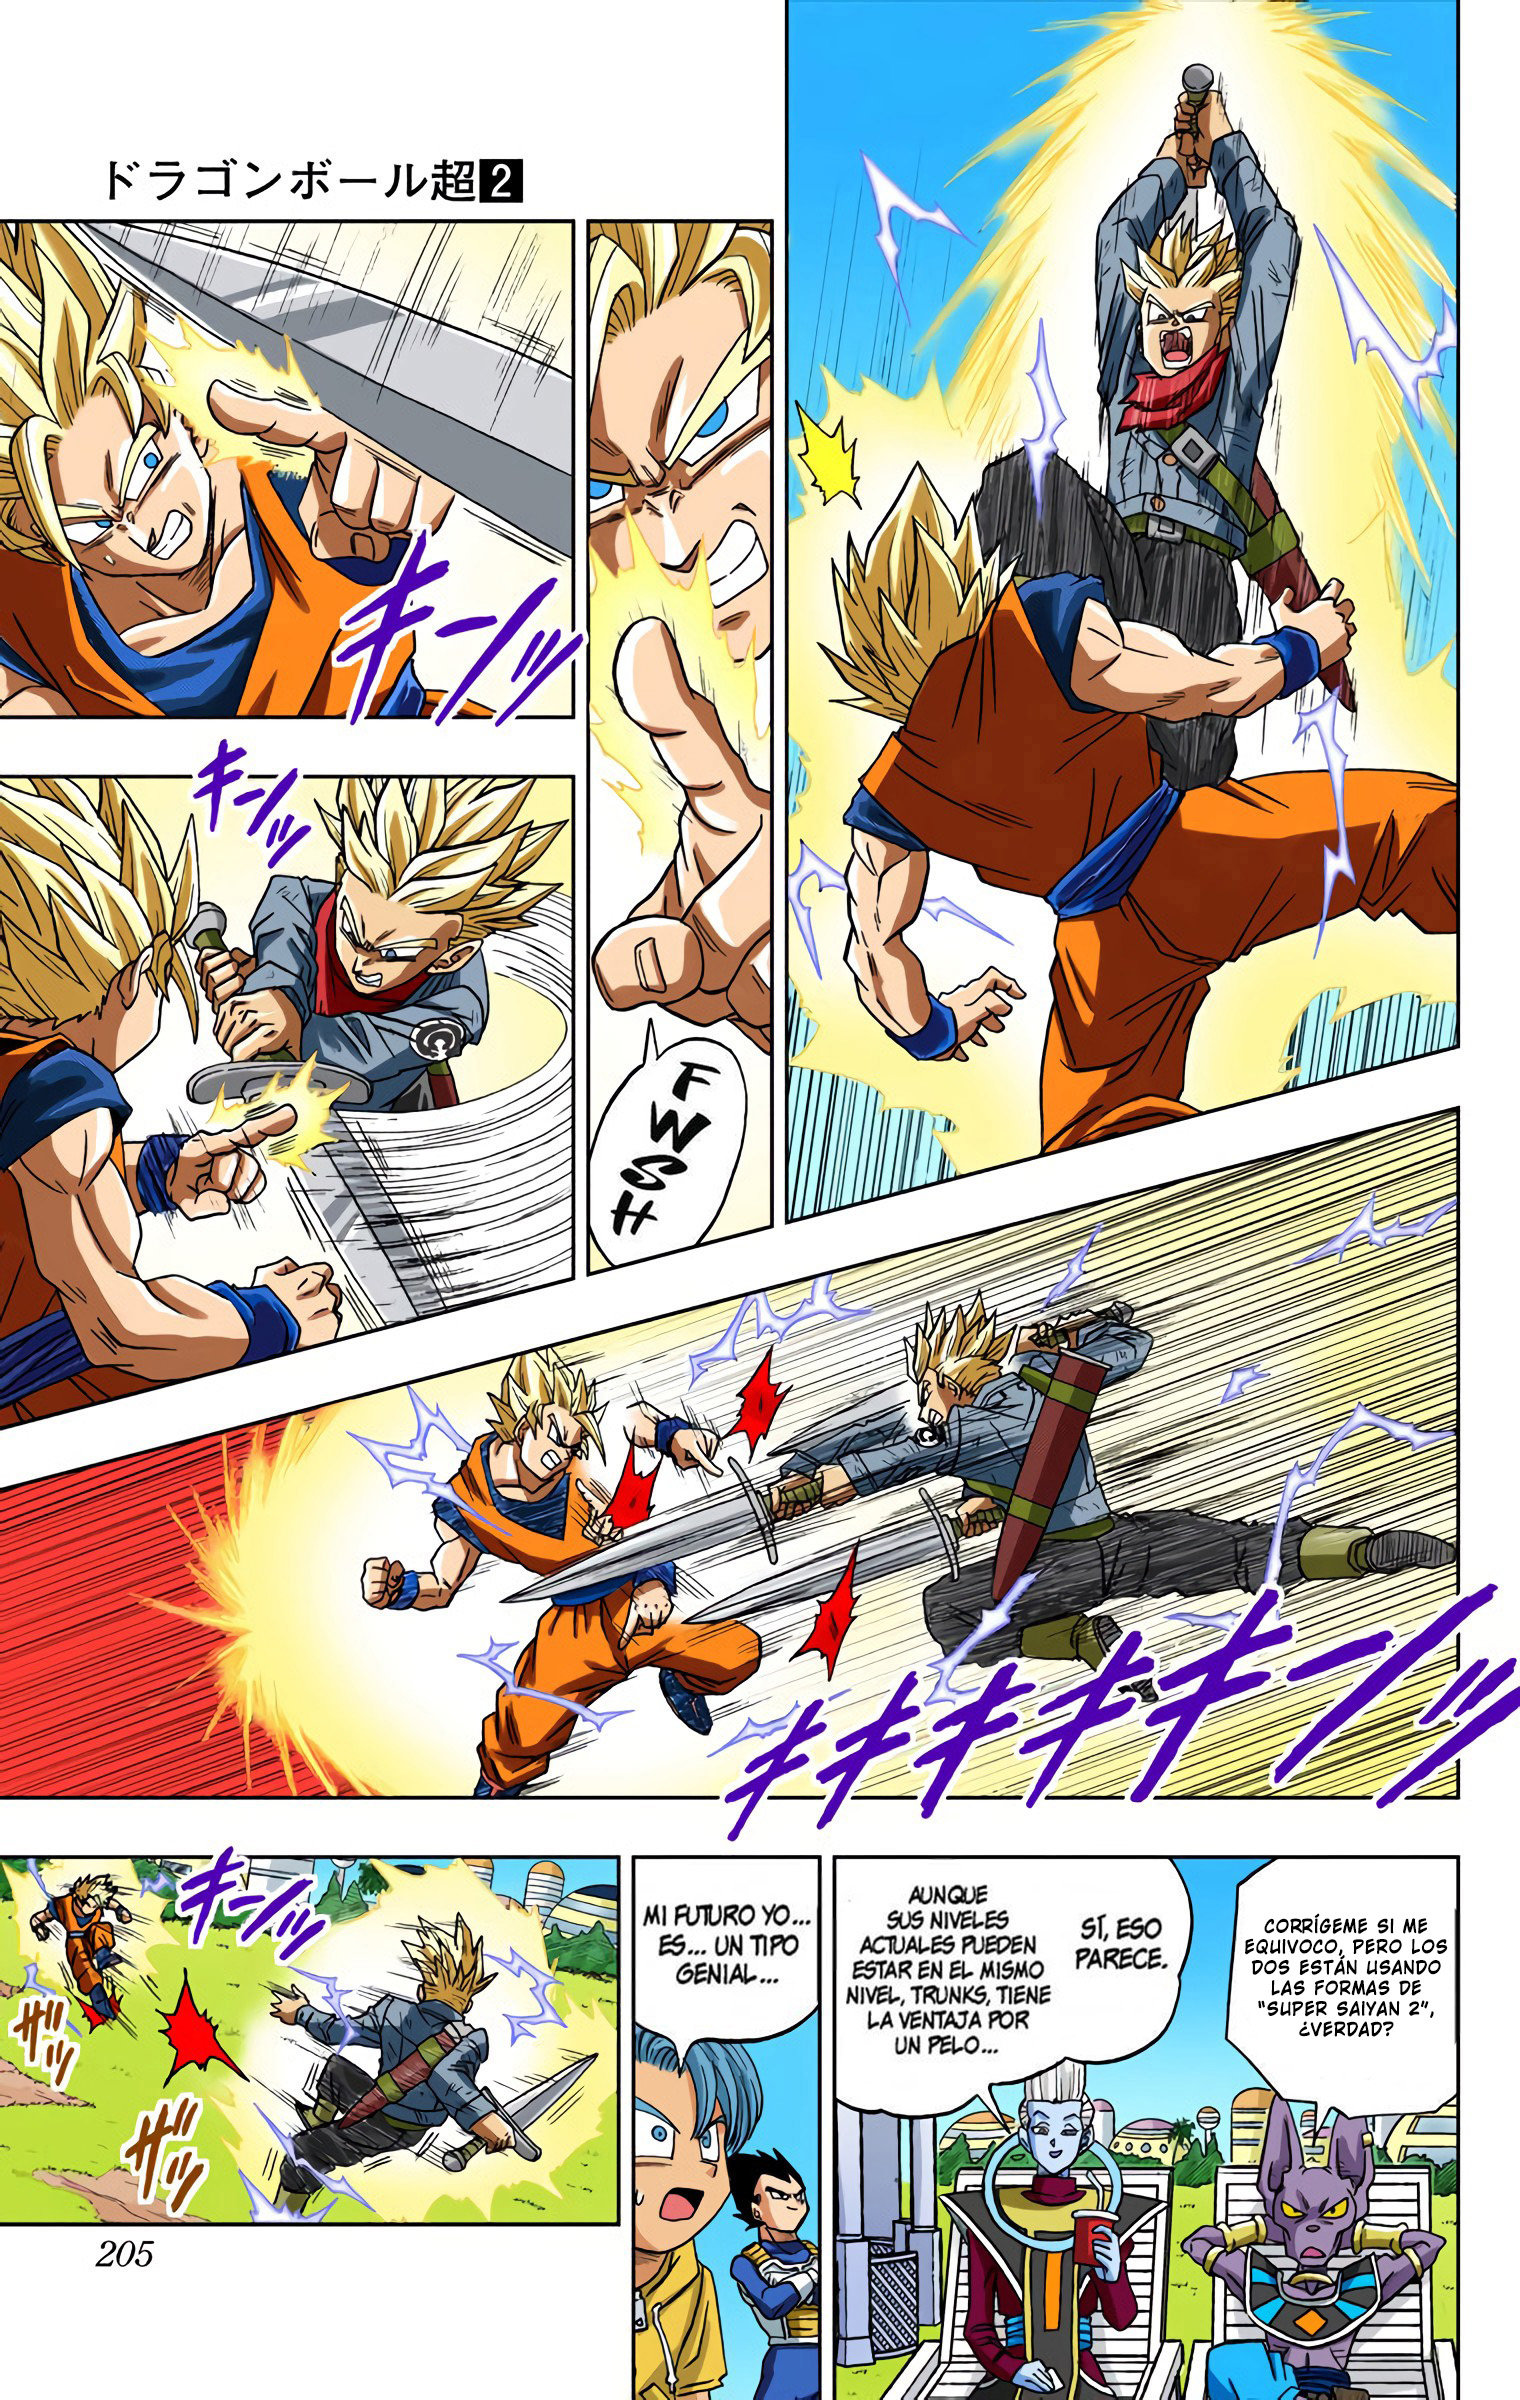 ドラゴンボール超2
キーンッ
FWSH
キーンッ
キキキキキーンッ
CORRÍGEME SI ME
EQUIVOCO, PERO LOS
DOS ESTÁN USANDO
LAS FORMAS DE
"SUPER SAIYAN 2",
¿VERDAD?
SÍ, ESO
PARECE.
AUNQUE
SUS NIVELES
ACTUALES PUEDEN
ESTAR EN EL MISMO
NIVEL, TRUNKS, TIENE
LA VENTAJA POR
UN PELO...
MI FUTURO YO...
ES... UN TIPO
GENIAL...
キーンッ
ザザッ
ザザッ
205